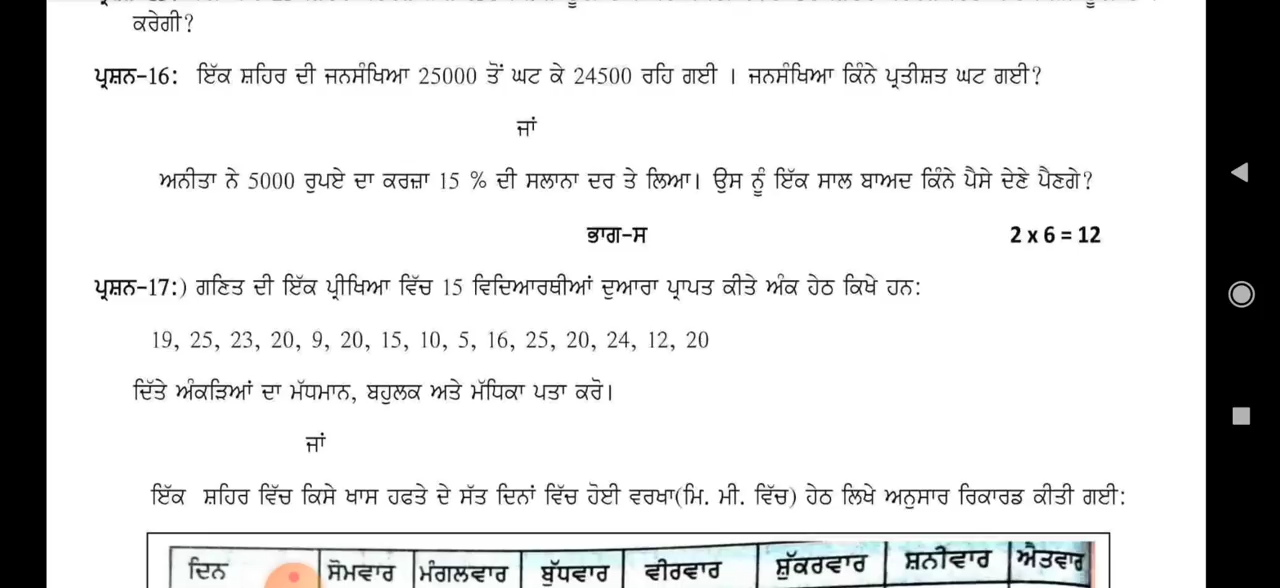 ਕਰੇਗੀ?
ਪ੍ਰਸ਼ਨ-16: ਇੱਕ ਸ਼ਹਿਰ ਦੀ ਜਨਸੰਖਿਆ 25000 ਤੋਂ ਘਟ ਕੇ 24500 ਰਹਿ ਗਈ । ਜਨਸੰਖਿਆ ਕਿੰਨੇ ਪ੍ਰਤੀਸ਼ਤ ਘਟ ਗਈ?
ਜਾਂ
ਅਨੀਤਾ ਨੇ 5000 ਰੁਪਏ ਦਾ ਕਰਜ਼ਾ 15 % ਦੀ ਸਲਾਨਾ ਦਰ ਤੇ ਲਿਆ। ਉਸ ਨੂੰ ਇੱਕ ਸਾਲ ਬਾਅਦ ਕਿੰਨੇ ਪੈਸੇ ਦੇਣੇ ਪੈਣਗੇ?
ਭਾਗ-ਸ 2 x 6 = 12
ਪ੍ਰਸ਼ਨ-17:) ਗਣਿਤ ਦੀ ਇੱਕ ਪ੍ਰੀਖਿਆ ਵਿੱਚ 15 ਵਿਦਿਆਰਥੀਆਂ ਦੁਆਰਾ ਪ੍ਰਾਪਤ ਕੀਤੇ ਅੰਕ ਹੇਠ ਕਿਖੇ ਹਨ:
19, 25, 23, 20, 9, 20, 15, 10, 5, 16, 25, 20, 24, 12, 20
ਦਿੱਤੇ ਅੰਕੜਿਆਂ ਦਾ ਮੱਧਮਾਨ, ਬਹੁਲਕ ਅਤੇ ਮੱਧਿਕਾ ਪਤਾ ਕਰੋ।
ਜਾਂ
ਇੱਕ ਸ਼ਹਿਰ ਵਿੱਚ ਕਿਸੇ ਖਾਸ ਹਫਤੇ ਦੇ ਸੱਤ ਦਿਨਾਂ ਵਿੱਚ ਹੋਈ ਵਰਖਾ(ਮਿ. ਮੀ. ਵਿੱਚ) ਹੇਠ ਲਿਖੇ ਅਨੁਸਾਰ ਰਿਕਾਰਡ ਕੀਤੀ ਗਈ:
ਦਿਨ ਸੋਮਵਾਰ ਮੰਗਲਵਾਰ ਬੁੱਧਵਾਰ ਵੀਰਵਾਰ ਸ਼ੁੱਕਰਵਾਰ ਸ਼ਨੀਵਾਰ ਐਤਵਾਰ